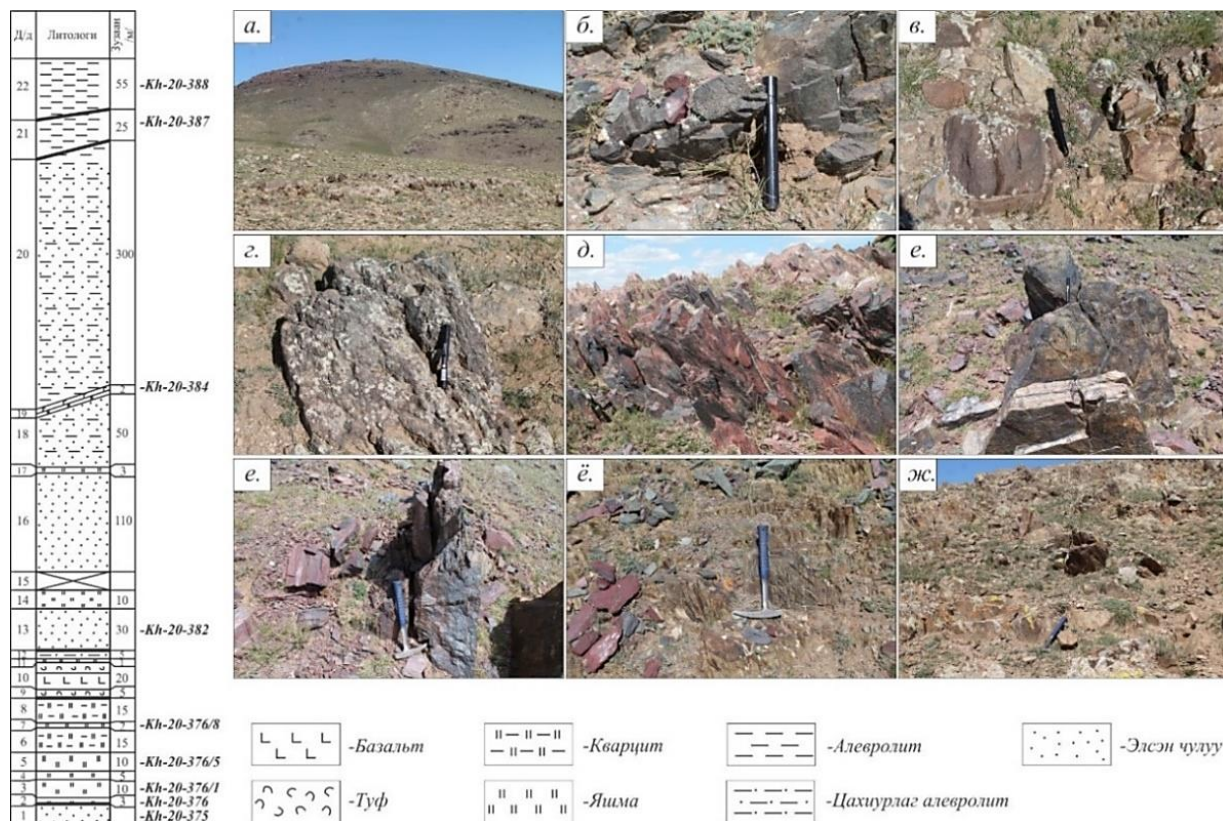 Д/д Литологи Зузаан /м/
22 55 -Kh-20-388
21 25 -Kh-20-387
20 300
2 -Kh-20-384
19
18 50
17 3
16 110
15
14 10
13 30 -Kh-20-382
12 5
10 20
9 5
8 15
7 2 -Kh-20-376/8
6 15
5 10 -Kh-20-376/5
4 5
3 10 -Kh-20-376/1
2 3 -Kh-20-376
1 -Kh-20-375
а. б. в.
г. д. е.
е. ё. ж.
-Базальт -Кварцит -Алевролит -Элсэн чулуу
-Туф -Яшма -Цахиурлаг алевролит